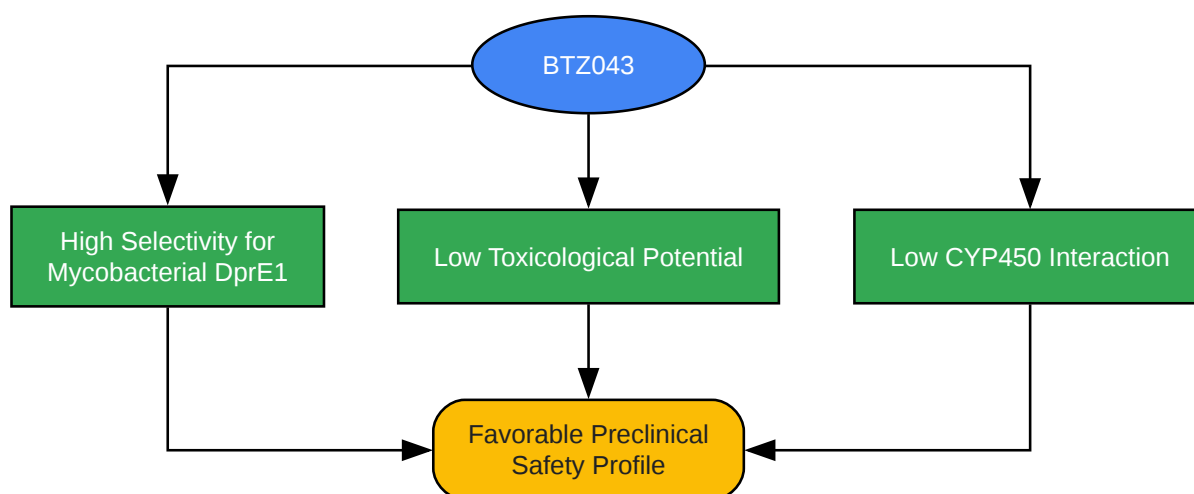 BTZ043
High Selectivity for
Mycobacterial DprE1
Low Toxicological Potential
Low CYP450 Interaction
Favorable Preclinical
Safety Profile